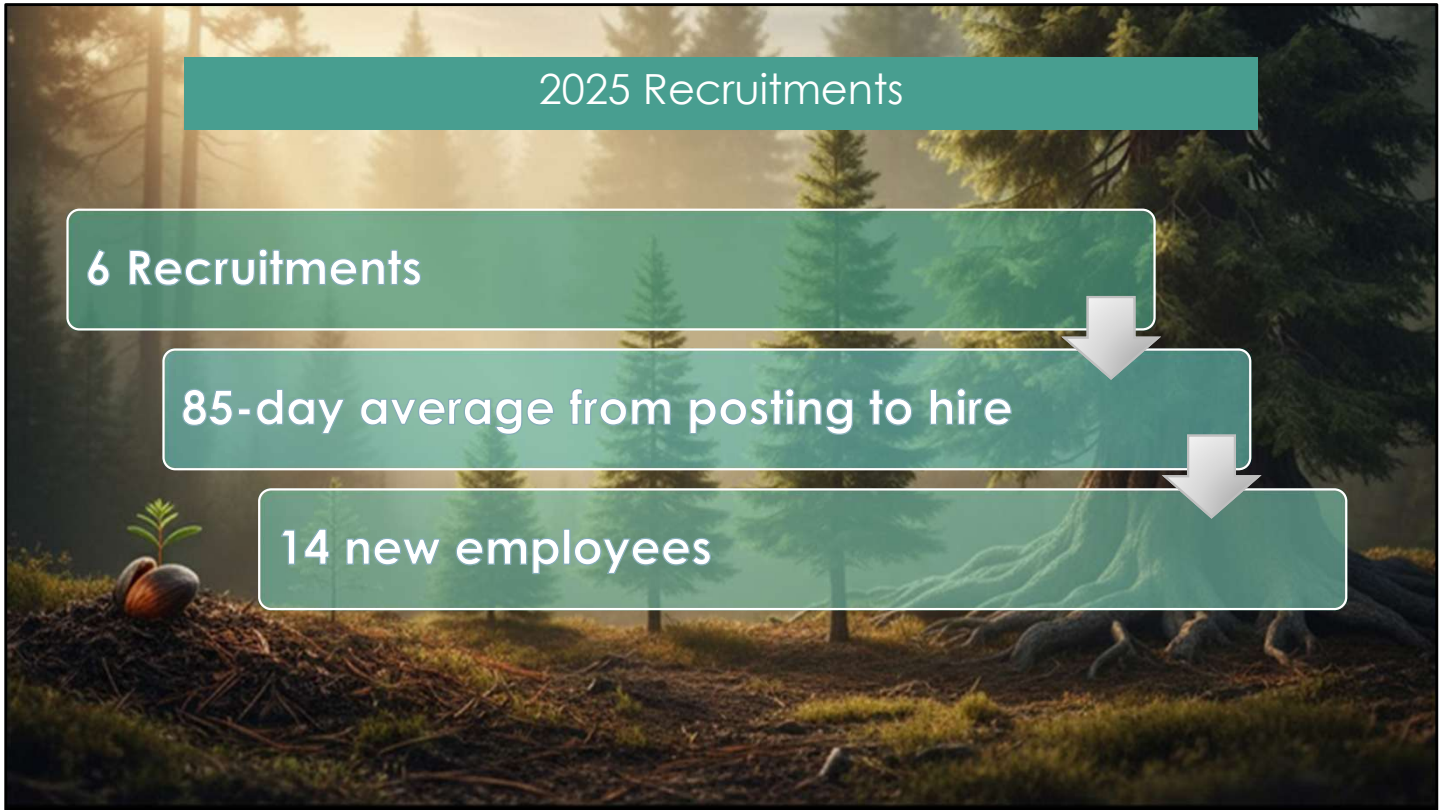 2025 Recruitments
6 Recruitments
85-day average from posting to hire
14 new employees